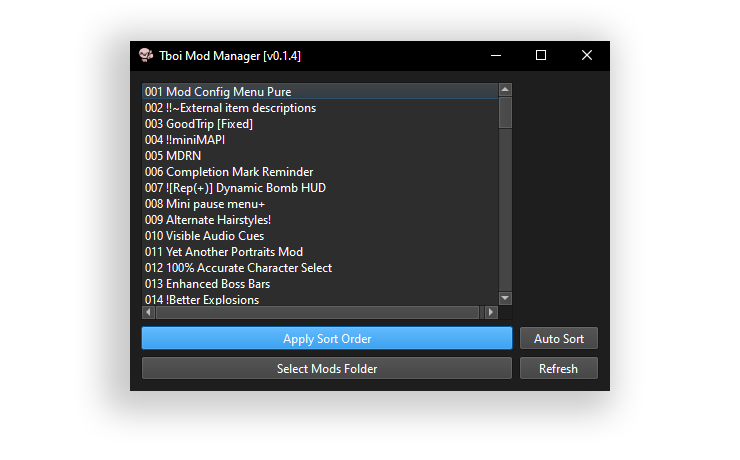 Tboi Mod Manager [v0.1.4]
001 Mod Config Menu Pure
002 !!~External item descriptions
003 GoodTrip [Fixed]
004 !!miniMAPI
005 MDRN
006 Completion Mark Reminder
007 ![Rep(+)] Dynamic Bomb HUD
008 Mini pause menu+
009 Alternate Hairstyles!
010 Visible Audio Cues
011 Yet Another Portraits Mod
012 100% Accurate Character Select
013 Enhanced Boss Bars
014 !Better Explosions
Apply Sort Order
Auto Sort
Select Mods Folder
Refresh